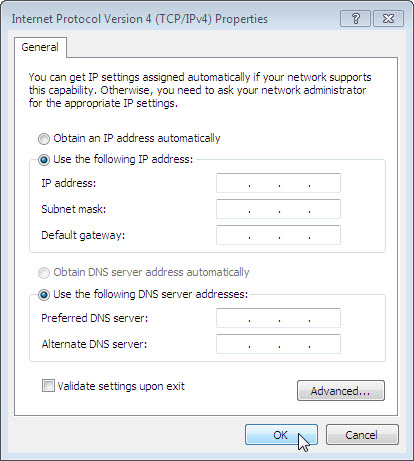 Internet Protocol Version 4 (TCP/IPv4) Properties
General
You can get IP settings assigned automatically if your network supports
this capability. Otherwise, you need to ask your network administrator
for the appropriate IP settings.
Obtain an IP address automatically
Use the following IP address:
IP address:
Subnet mask:
Default gateway:
Obtain DNS server address automatically
Use the following DNS server addresses:
Preferred DNS server:
Alternate DNS server:
Validate settings upon exit
Advanced...
OK
Cancel